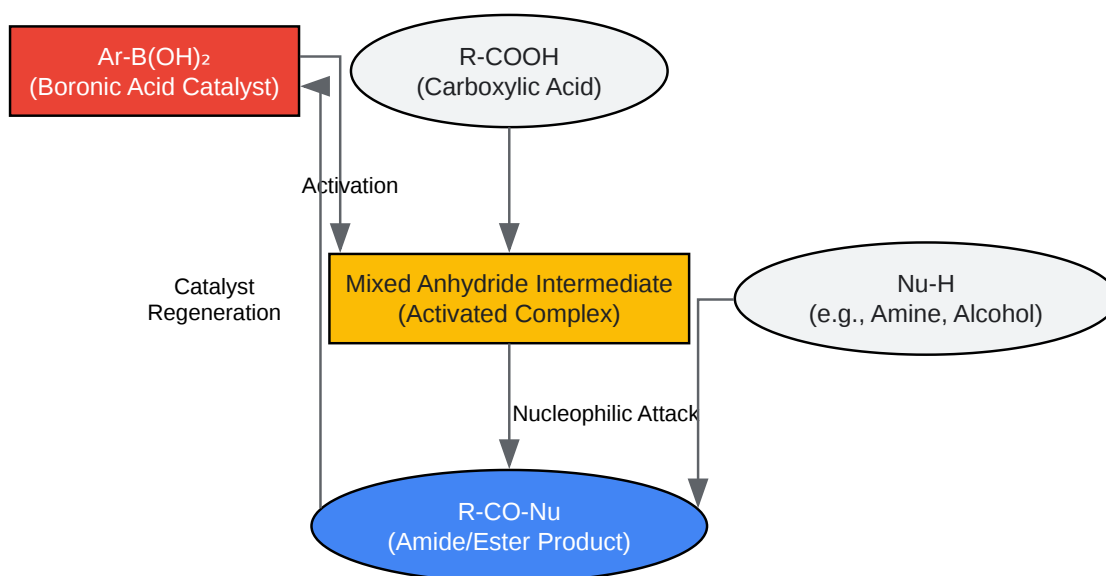 Ar-B(OH)₂
(Boronic Acid Catalyst)
R-COOH
(Carboxylic Acid)
Activation
Mixed Anhydride Intermediate
(Activated Complex)
Nu-H
(e.g., Amine, Alcohol)
Catalyst
Regeneration
Nucleophilic Attack
R-CO-Nu
(Amide/Ester Product)